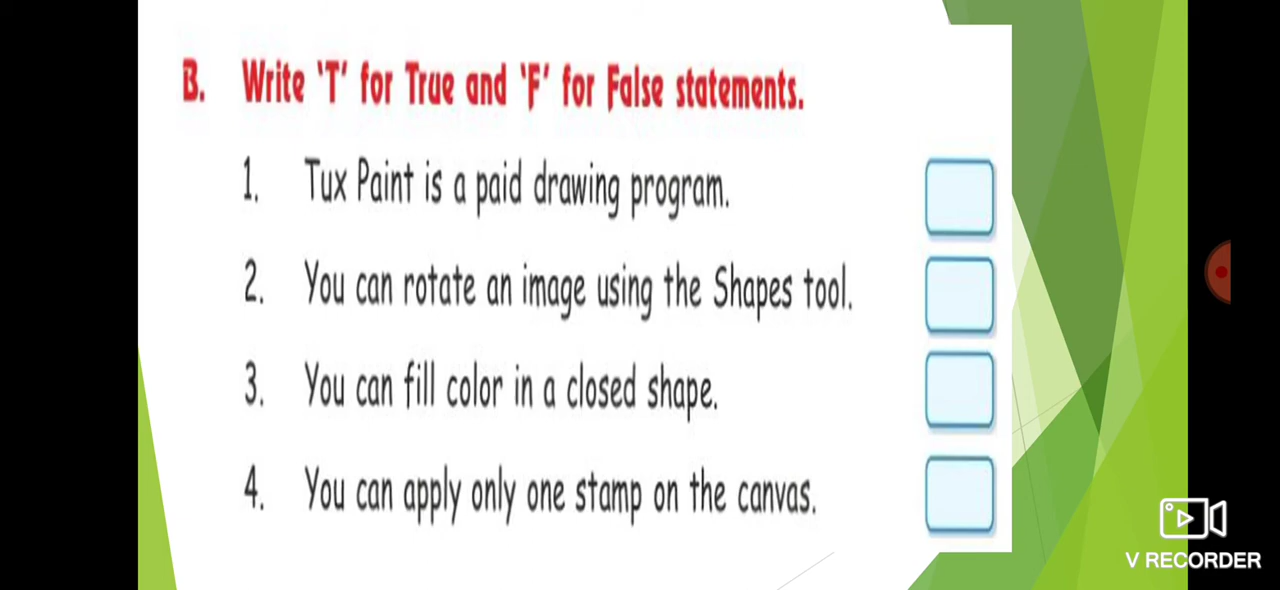 B. Write 'T' for True and 'F' for False statements.
1. Tux Paint is a paid drawing program.
2. You can rotate an image using the Shapes tool.
3. You can fill color in a closed shape.
4. You can apply only one stamp on the canvas.
V RECORDER